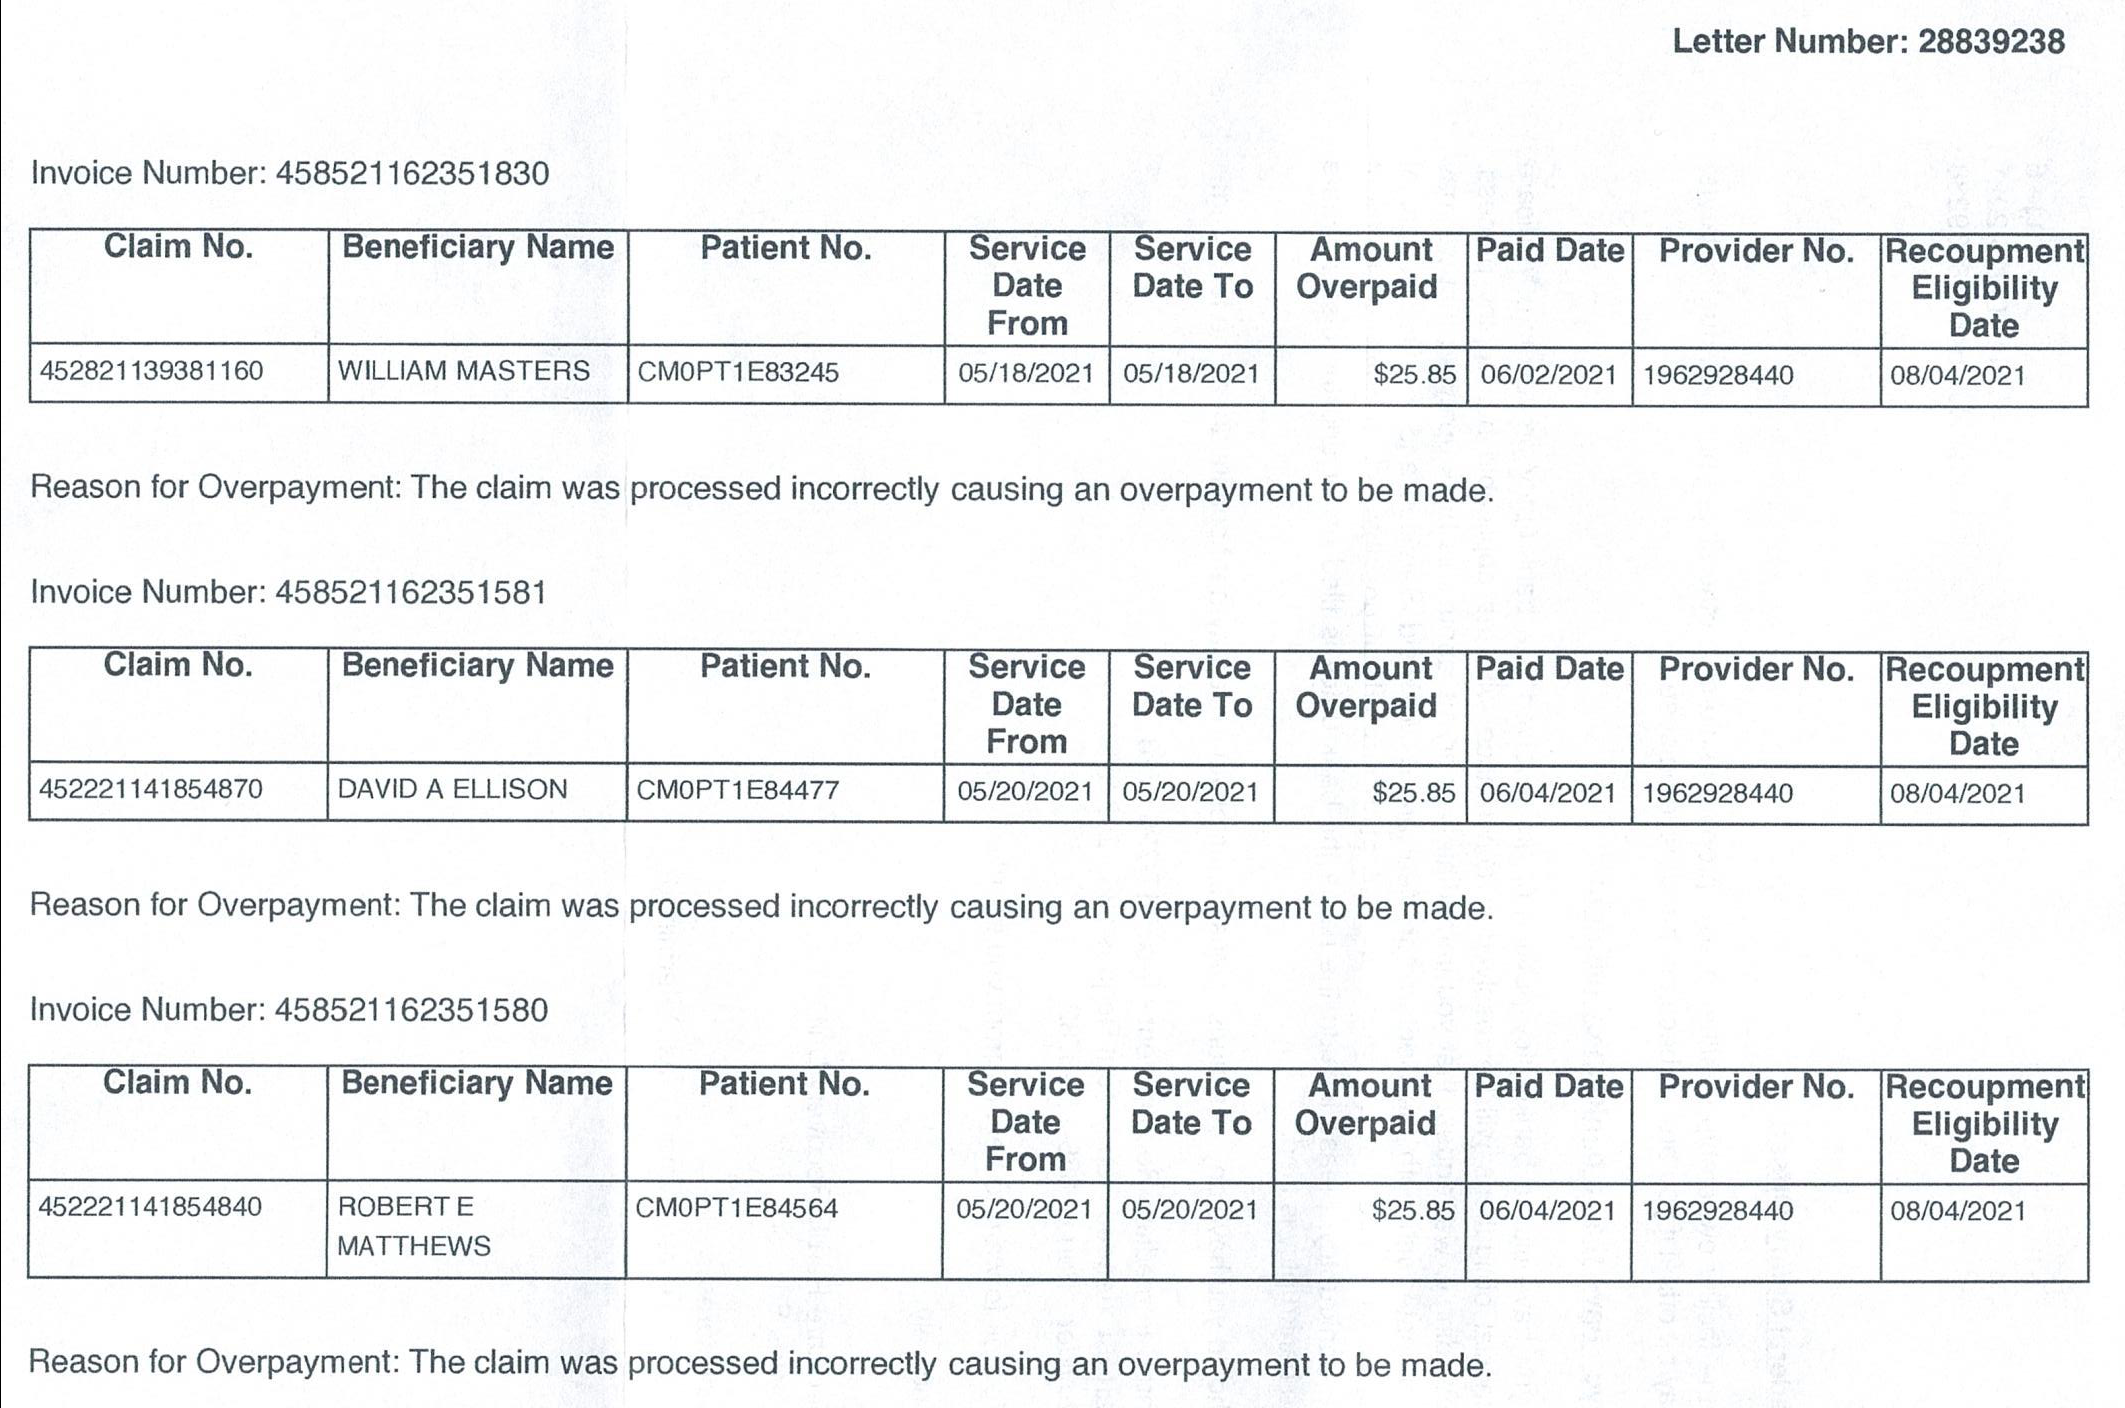 Letter Number: 28839238
Invoice Number: 458521162351830
Claim No. Beneficiary Name Patient No. Service Date From Service Date To Amount Overpaid Paid Date Provider No. Recoupment Eligibility Date
452821139381160 WILLIAM MASTERS CM0PT1E83245 05/18/2021 05/18/2021 $25.85 06/02/2021 1962928440 08/04/2021
Reason for Overpayment: The claim was processed incorrectly causing an overpayment to be made.
Invoice Number: 458521162351581
Claim No. Beneficiary Name Patient No. Service Date From Service Date To Amount Overpaid Paid Date Provider No. Recoupment Eligibility Date
452221141854870 DAVID A ELLISON CM0PT1E84477 05/20/2021 05/20/2021 $25.85 06/04/2021 1962928440 08/04/2021
Reason for Overpayment: The claim was processed incorrectly causing an overpayment to be made.
Invoice Number: 458521162351580
Claim No. Beneficiary Name Patient No. Service Date From Service Date To Amount Overpaid Paid Date Provider No. Recoupment Eligibility Date
452221141854840 ROBERT E MATTHEWS CM0PT1E84564 05/20/2021 05/20/2021 $25.85 06/04/2021 1962928440 08/04/2021
Reason for Overpayment: The claim was processed incorrectly causing an overpayment to be made.